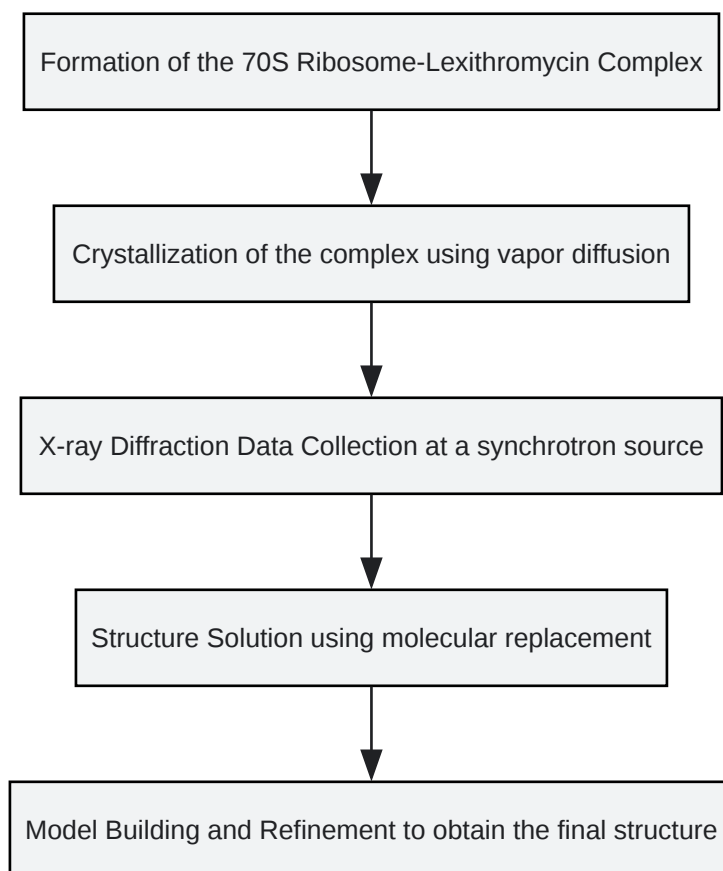 Formation of the 70S Ribosome-Lexithromycin Complex
Crystallization of the complex using vapor diffusion
X-ray Diffraction Data Collection at a synchrotron source
Structure Solution using molecular replacement
Model Building and Refinement to obtain the final structure